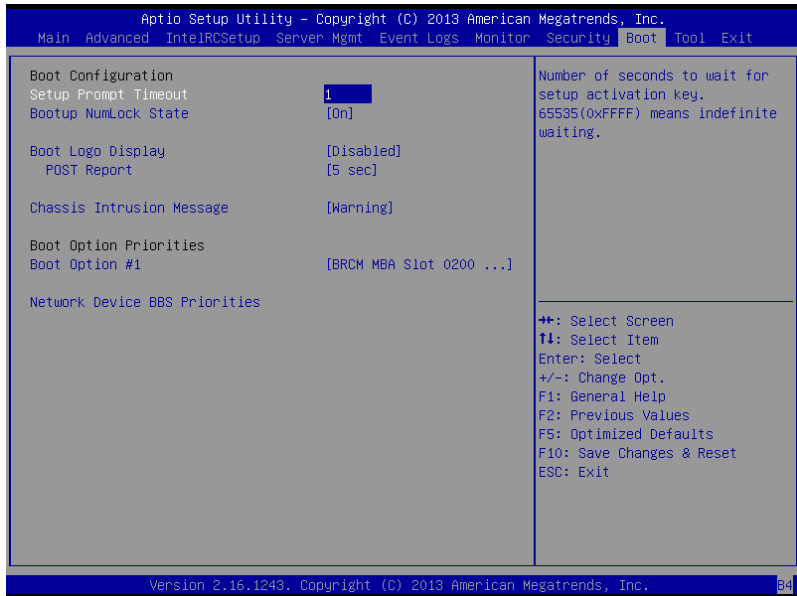 Aptio Setup Utility – Copyright (C) 2013 American Megatrends, Inc.
Main Advanced IntelRCSetup Server Mgmt Event Logs Monitor Security Boot Tool Exit
Boot Configuration
Setup Prompt Timeout 1
Bootup NumLock State [On]
Boot Logo Display [Disabled]
POST Report [5 sec]
Chassis Intrusion Message [Warning]
Boot Option Priorities
Boot Option #1 [BRCM MBA Slot 0200 ...]
Network Device BBS Priorities
Number of seconds to wait for
setup activation key.
65535(0xFFFF) means indefinite
waiting.
→←: Select Screen
↑↓: Select Item
Enter: Select
+/-: Change Opt.
F1: General Help
F2: Previous Values
F5: Optimized Defaults
F10: Save Changes & Reset
ESC: Exit
Version 2.16.1243. Copyright (C) 2013 American Megatrends, Inc.
B4